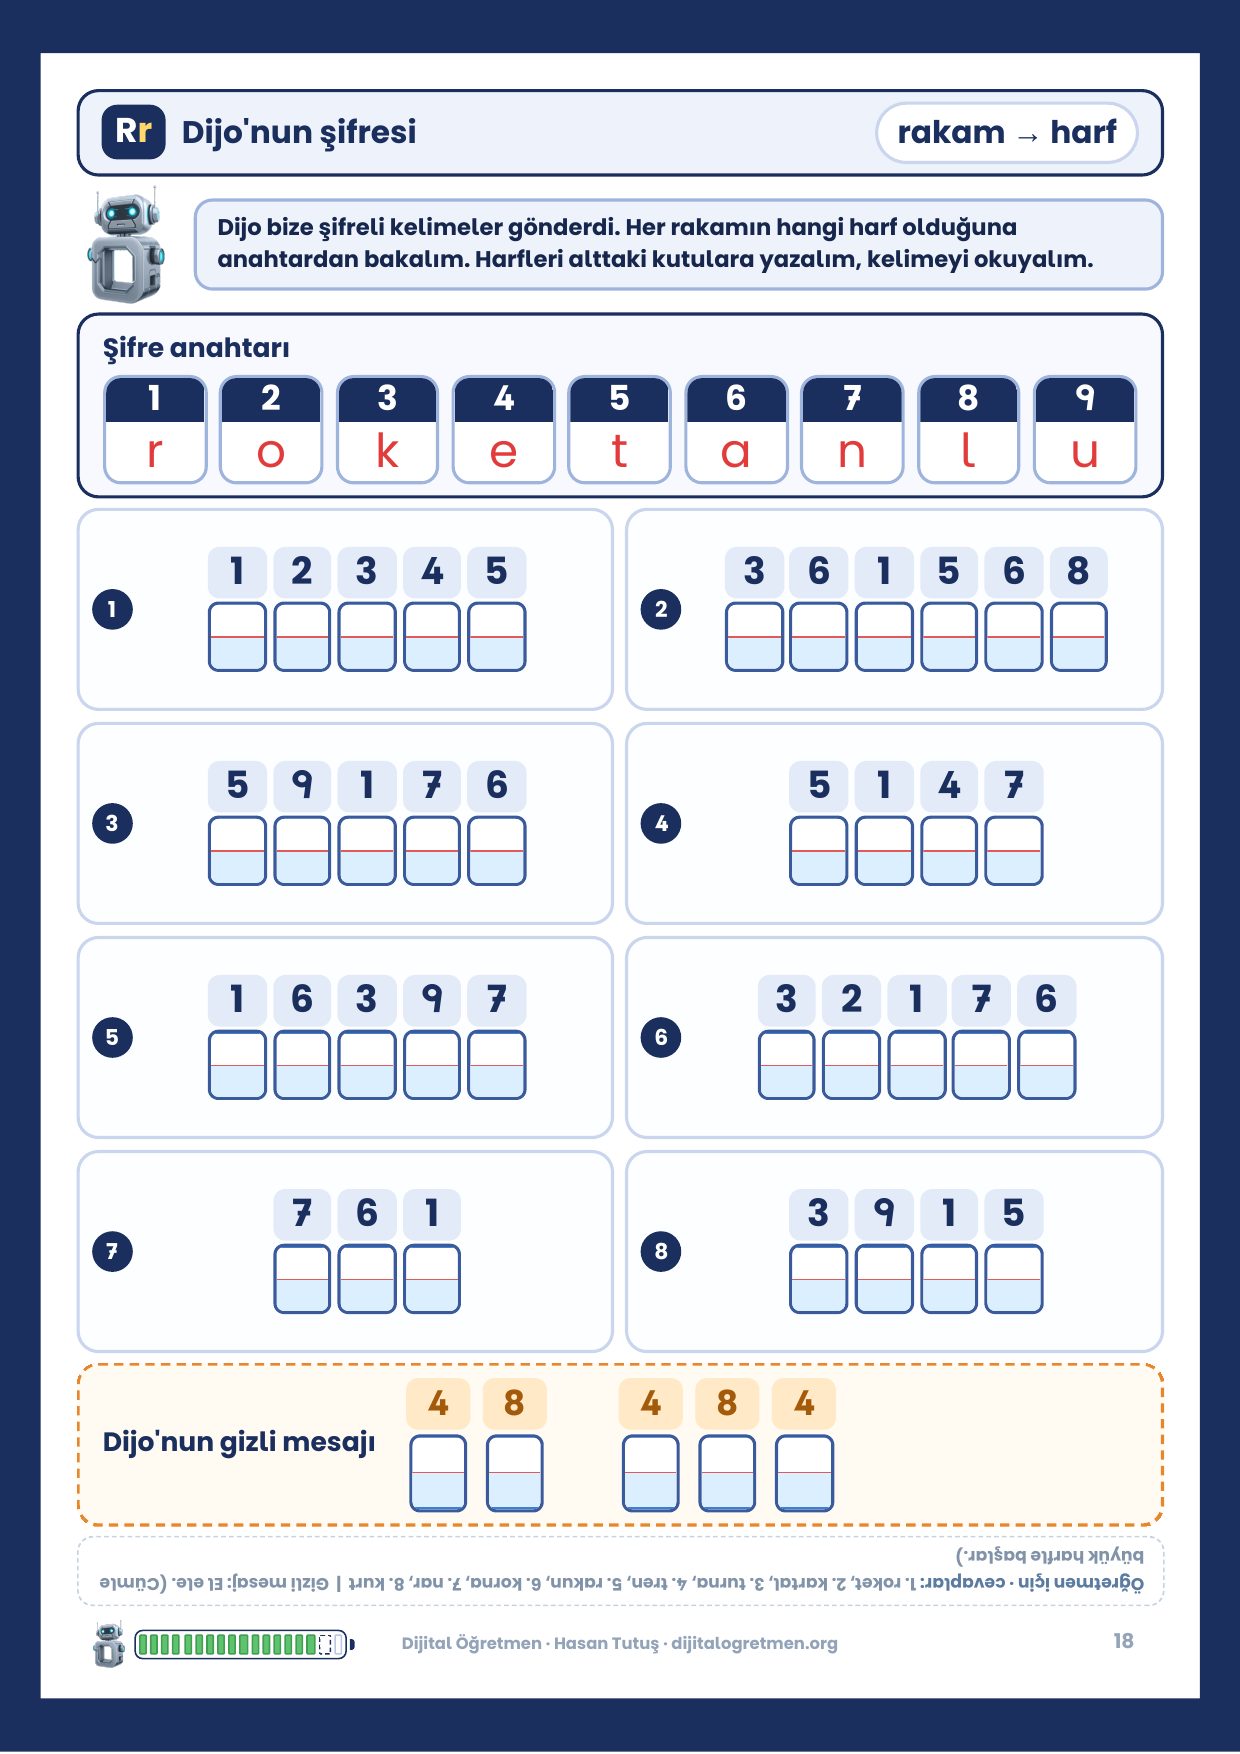 Rr Dijo'nun şifresi rakam → harf
Dijo bize şifreli kelimeler gönderdi. Her rakamın hangi harf olduğuna
anahtardan bakalım. Harfleri alttaki kutulara yazalım, kelimeyi okuyalım.
Şifre anahtarı
1 2 3 4 5 6 7 8 9
r o k e t a n l u
1 2 3 4 5
1
3 6 1 5 6 8
2
5 9 1 7 6
3
5 1 4 7
4
1 6 3 9 7
5
3 2 1 7 6
6
7 6 1
7
3 9 1 5
8
4 8 4 8 4
Dijo'nun gizli mesajı
Öğretmen için · cevaplar: 1. roket, 2. kartal, 3. turna, 4. tren, 5. rakun, 6. korna, 7. nar, 8. kurt | Gizli mesaj: El ele. (Cümle
büyük harfle başlar.)
Dijital Öğretmen · Hasan Tutuş · dijitalogretmen.org
18